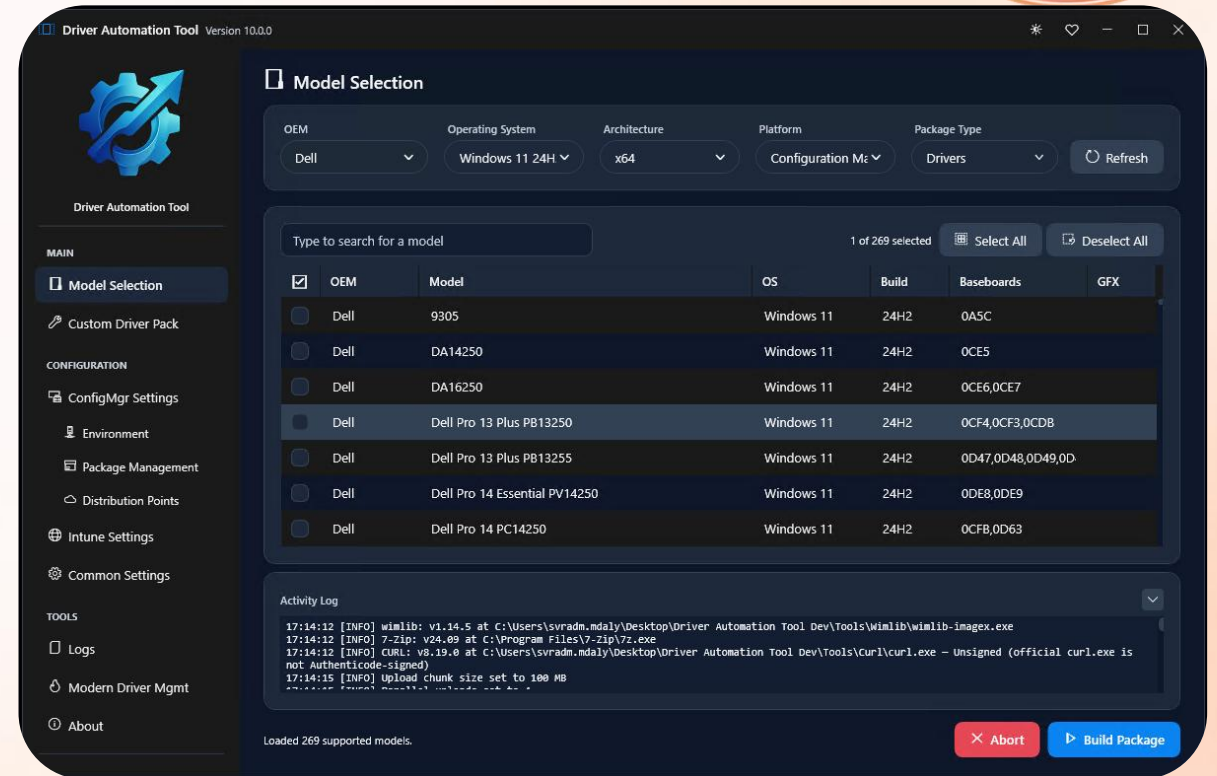 Driver Automation Tool Version 10.0.0
Driver Automation Tool
MAIN
Model Selection
Custom Driver Pack
CONFIGURATION
ConfigMgr Settings
Environment
Package Management
Distribution Points
Intune Settings
Common Settings
TOOLS
Logs
Modern Driver Mgmt
About
Model Selection
OEM Operating System Architecture Platform Package Type
Dell Windows 11 24H x64 Configuration Ma Drivers Refresh
Type to search for a model 1 of 269 selected Select All Deselect All
OEM Model OS Build Baseboards GFX
Dell 9305 Windows 11 24H2 0A5C
Dell DA14250 Windows 11 24H2 0CE5
Dell DA16250 Windows 11 24H2 0CE6,0CE7
Dell Dell Pro 13 Plus PB13250 Windows 11 24H2 0CF4,0CF3,0CDB
Dell Dell Pro 13 Plus PB13255 Windows 11 24H2 0D47,0D48,0D49,0D
Dell Dell Pro 14 Essential PV14250 Windows 11 24H2 0DE8,0DE9
Dell Dell Pro 14 PC14250 Windows 11 24H2 0CFB,0D63
Activity Log
17:14:12 [INFO] wimlib: v1.14.5 at C:\Users\svradm.mdaly\Desktop\Driver Automation Tool Dev\Tools\Wimlib\wimlib-imagex.exe
17:14:12 [INFO] 7-Zip: v24.09 at C:\Program Files\7-Zip\7z.exe
17:14:12 [INFO] CURL: v8.19.0 at C:\Users\svradm.mdaly\Desktop\Driver Automation Tool Dev\Tools\Curl\curl.exe — Unsigned (official curl.exe is
not Authenticode-signed)
17:14:15 [INFO] Upload chunk size set to 100 MB
Loaded 269 supported models.
Abort
Build Package